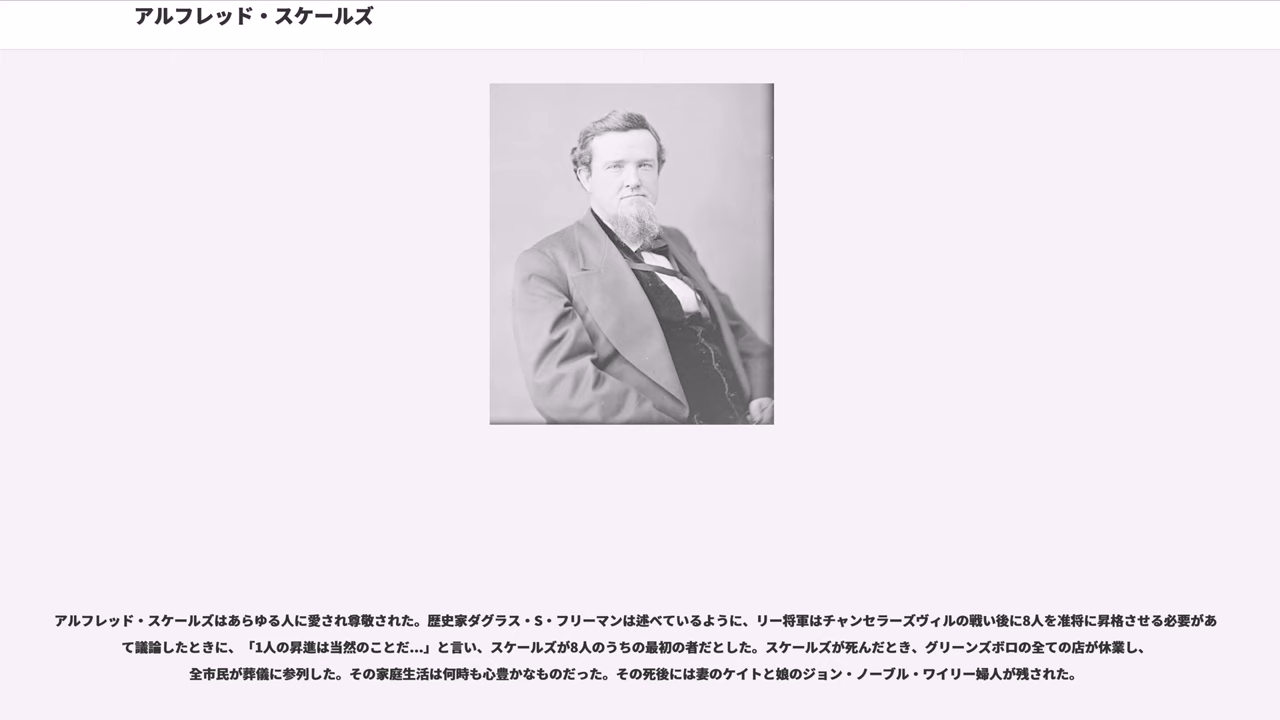 アルフレッド・スケールズ
アルフレッド・スケールズはあらゆる人に愛され尊敬された。歴史家ダグラス・S・フリーマンは述べているように、リー将軍はチャンセラーズヴィルの戦い後に8人を准将に昇格させる必要があ
て議論したときに、「1人の昇進は当然のことだ...」と言い、スケールズが8人のうちの最初の者だとした。スケールズが死んだとき、グリーンズボロの全ての店が休業し、
全市民が葬儀に参列した。その家庭生活は何時も心豊かなものだった。その死後には妻のケイトと娘のジョン・ノーブル・ワイリー婦人が残された。